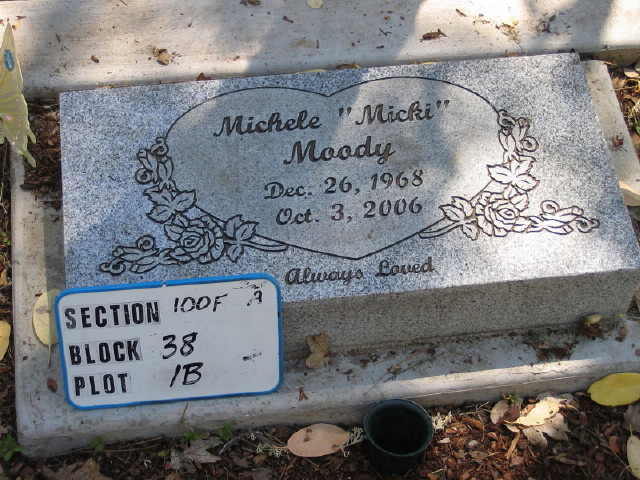 Michele "Micki"
Moody
Dec. 26, 1968
Oct. 3, 2006
Always Loved
SECTION 100F
BLOCK 38
PLOT 1B